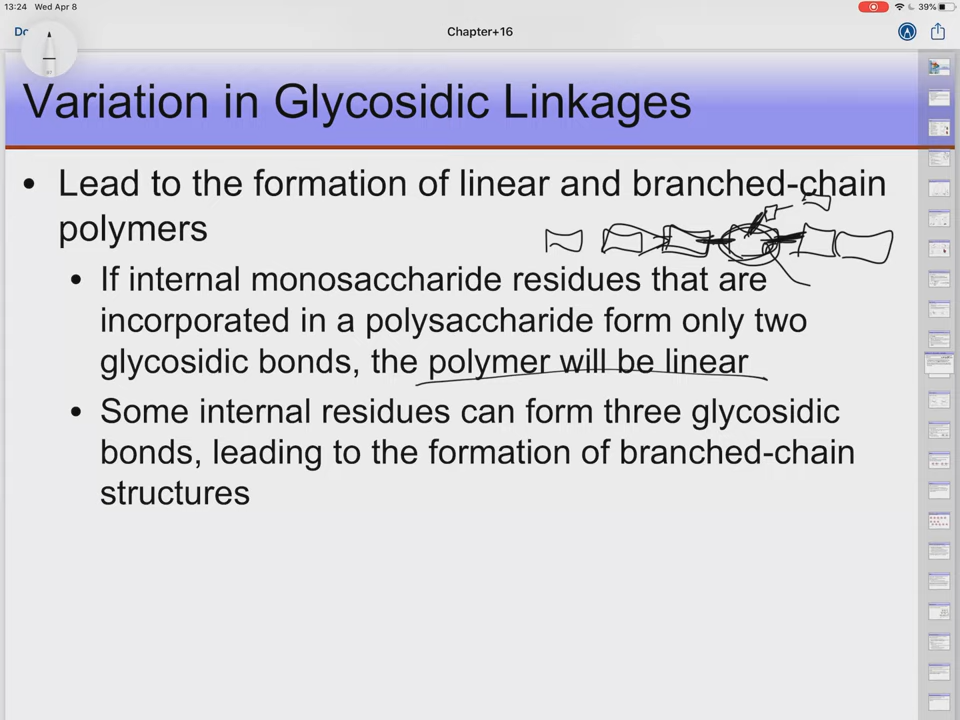 13:24 Wed Apr 8
39%
Chapter+16
Variation in Glycosidic Linkages
• Lead to the formation of linear and branched-chain
polymers
• If internal monosaccharide residues that are
incorporated in a polysaccharide form only two
glycosidic bonds, the polymer will be linear
• Some internal residues can form three glycosidic
bonds, leading to the formation of branched-chain
structures